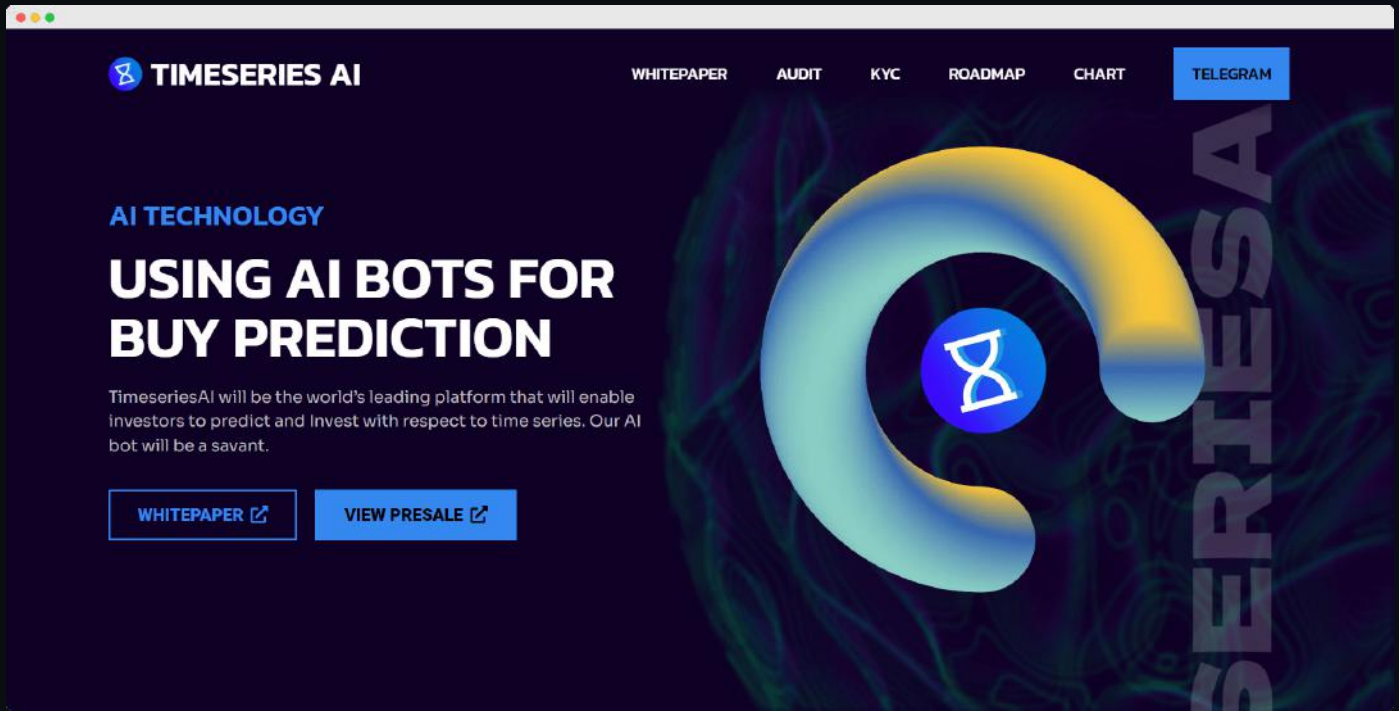 TIMESERIES AI
WHITEPAPER
AUDIT
KYC
ROADMAP
CHART
TELEGRAM
AI TECHNOLOGY
USING AI BOTS FOR
BUY PREDICTION
TimeseriesAI will be the world's leading platform that will enable
investors to predict and Invest with respect to time series. Our AI
bot will be a savant.
WHITEPAPER
VIEW PRESALE
SERIESA